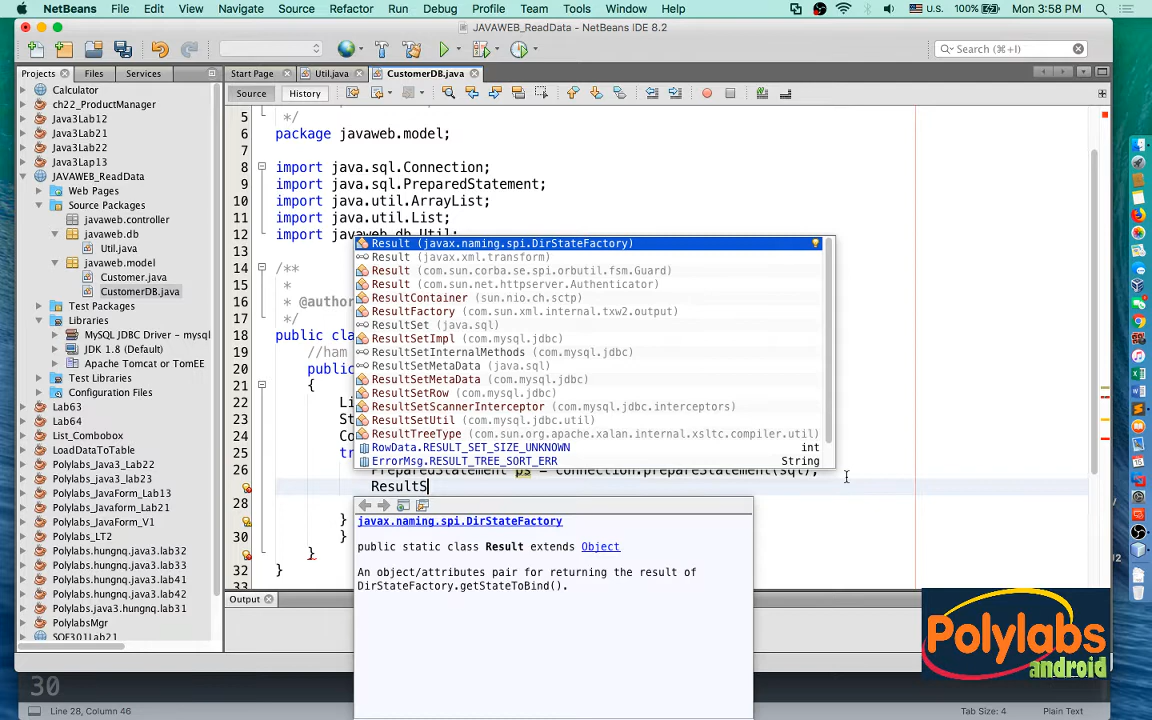 NetBeans File Edit View Navigate Source Refactor Run Debug Profile Team Tools Window Help U.S. 100% Mon 3:58 PM
JAVAWEB_ReadData - NetBeans IDE 8.2
Search (⌘+I)
Projects Files Services Start Page Util.java CustomerDB.java
Source History
Calculator
ch22_ProductManager
Java3Lab12
Java3Lab21
Java3Lab22
Java3Lap13
JAVAWEB_ReadData
Web Pages
Source Packages
javaweb.controller
javaweb.db
Util.java
javaweb.model
Customer.java
CustomerDB.java
Test Packages
Libraries
MySQL JDBC Driver - mysql
JDK 1.8 (Default)
Apache Tomcat or TomEE
Test Libraries
Configuration Files
Lab63
Lab64
List_Combobox
LoadDataToTable
Polylabs_Java3_Lab22
Polylabs_JavaForm_Lab13
Polylabs_Javaform_Lab21
Polylabs_JavaForm_V1
Polylabs_LT2
Polylabs.hungnq.java3.lab32
Polylabs.hungnq.java3.lab33
Polylabs.hungnq.java3.lab41
Polylabs.hungnq.java3.lab42
Polylabs.java3.hungnq.lab31
PolylabsMgr
SOF301Lab21
5 */
6 package javaweb.model;
7
8 import java.sql.Connection;
9 import java.sql.PreparedStatement;
10 import java.util.ArrayList;
11 import java.util.List;
12 import javaweb.db.Util;
13
14 /**
15 *
16 * @author
17 */
18 public cla
19 //ham
20 public
21 {
22 Li
23 St
24 Co
25 tr
26 PreparedStatement ps = connection.prepareStatement(sql);
ResultS
28
}
30 }
}
32 }
33
Result (javax.naming.spi.DirStateFactory)
Result (javax.xml.transform)
Result (com.sun.corba.se.spi.orbutil.fsm.Guard)
Result (com.sun.net.httpserver.Authenticator)
ResultContainer (sun.nio.ch.sctp)
ResultFactory (com.sun.xml.internal.txw2.output)
ResultSet (java.sql)
ResultSetImpl (com.mysql.jdbc)
ResultSetInternalMethods (com.mysql.jdbc)
ResultSetMetaData (java.sql)
ResultSetMetaData (com.mysql.jdbc)
ResultSetRow (com.mysql.jdbc)
ResultSetScannerInterceptor (com.mysql.jdbc.interceptors)
ResultSetUtil (com.mysql.jdbc.util)
ResultTreeType (com.sun.org.apache.xalan.internal.xsltc.compiler.util)
RowData.RESULT_SET_SIZE_UNKNOWN int
ErrorMsg.RESULT_TREE_SORT_ERR String
javax.naming.spi.DirStateFactory
public static class Result extends Object
An object/attributes pair for returning the result of
DirStateFactory.getStateToBind().
Output
Polylabs
android
30
Line 28, Column 46 Tab Size: 4 Plain Text